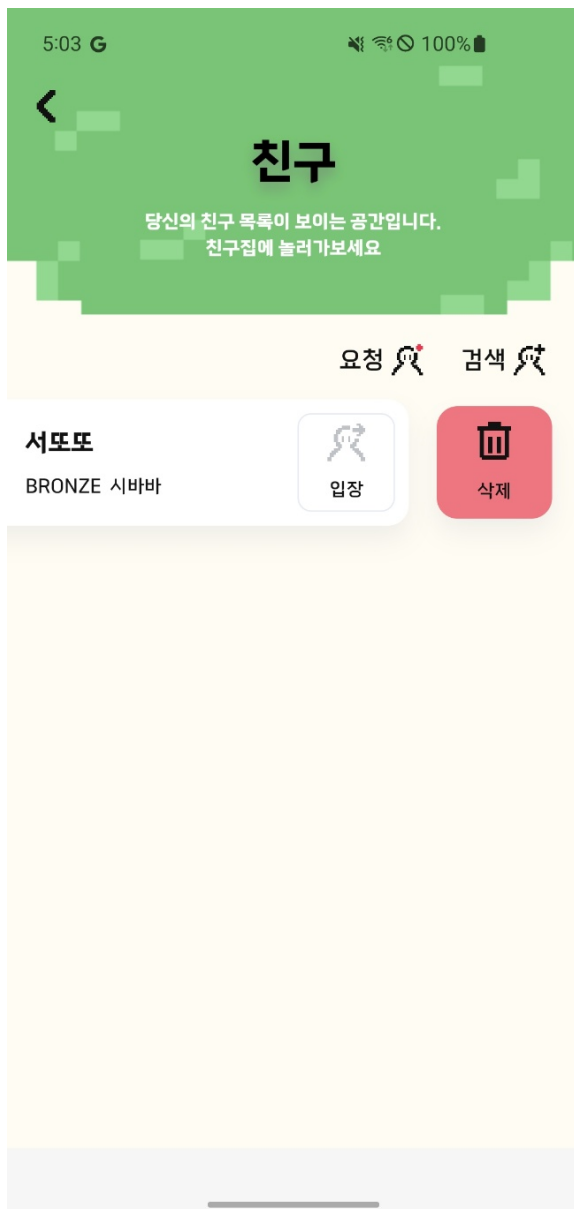 5:03 G 100%
친구
당신의 친구 목록이 보이는 공간입니다.
친구집에 놀러가보세요
요청 검색
서또또
BRONZE 시바바
입장
삭제